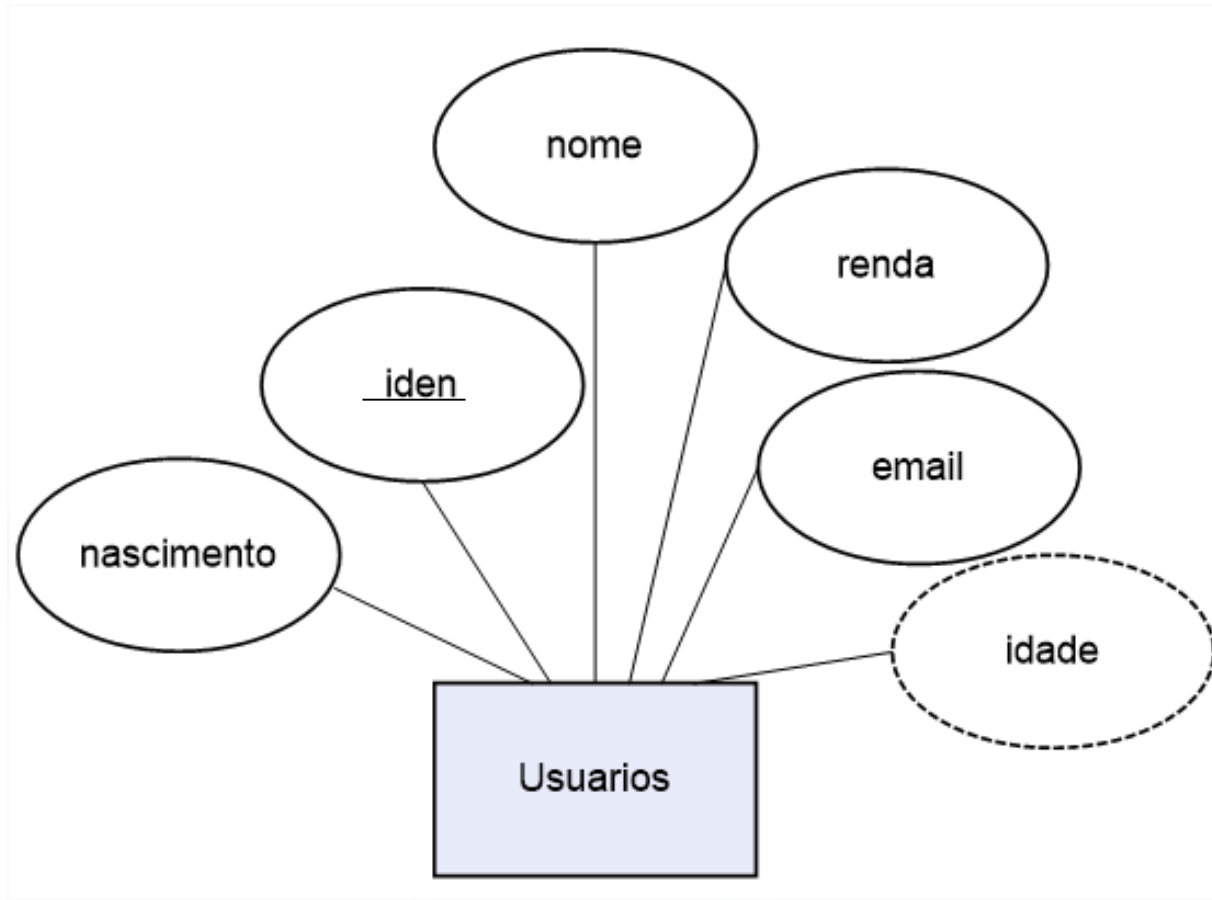 nome
renda
iden
email
nascimento
idade
Usuarios